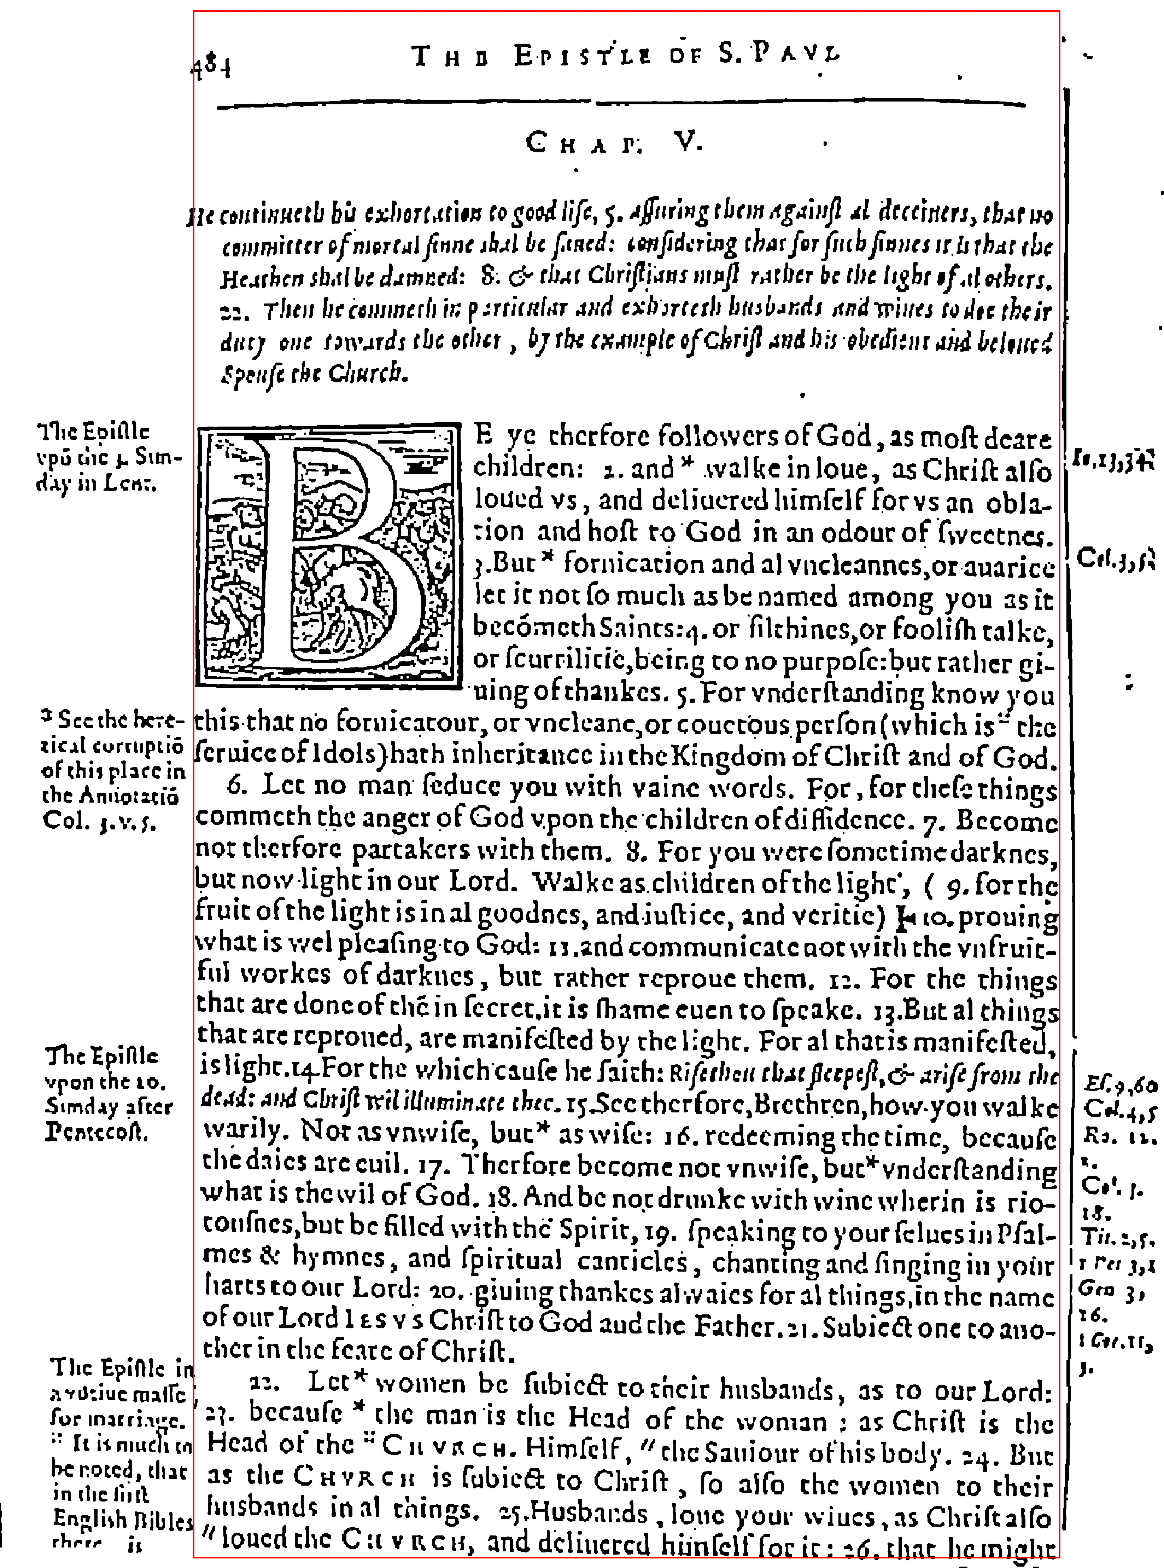 484
THE EPISTLE OF S. PAVL
CHAP. V.
He continueth his exhortation to good life, 5. assuring them against al deceiuers, that no
committer of mortal sinne shal be saued: considering that for such sinnes it is that the
Heathen shal be damned: 8. & that Christians must rather be the light of al others.
22. Then he commeth in particular and exhorteth husbands and wiues to doe their
duty one towards the other, by the example of Christ and his obedient and beloued
Spouse the Church.
The Epistle
vpō the 3. Sun-
day in Lent.
BE ye therfore followers of God, as most deare
children: 2. and * walke in loue, as Christ also
loued vs, and deliuered himself for vs an obla-
tion and host to God in an odour of sweetnes.
3. But * fornication and al vncleannes, or auarice
let it not so much as be named among you as it
becómeth Saints: 4. or filthines, or foolish talke,
or scurrilitie, being to no purpose: but rather gi-
uing of thankes. 5. For vnderstanding know you
this that no fornicatour, or vncleane, or couetous person (which is " the
seruice of Idols) hath inheritance in the Kingdom of Christ and of God.
6. Let no man seduce you with vaine words. For, for these things
commeth the anger of God vpon the children of diffidence. 7. Become
not therfore partakers with them. 8. For you were sometime darknes,
but now light in our Lord. Walke as children of the light, ( 9. for the
fruit of the light is in al goodnes, and iustice, and veritie) 10. prouing
what is wel pleasing to God: 11. and communicate not with the vnfruit-
ful workes of darknes, but rather reproue them. 12. For the things
that are done of thē in secret, it is shame euen to speake. 13. But al things
that are reproued, are manifested by the light. For al that is manifested,
is light. 14. For the which cause he saith: Rise thou that sleepest, & arise from the
dead: and Christ wil illuminate thee. 15. See therfore, Brethren, how you walke
warily. Not as vnwise, but * as wise: 16. redeeming the time, because
the daies are euil. 17. Therfore become not vnwise, but * vnderstanding
what is the wil of God. 18. And be not drunke with wine wherin is rio-
tousnes, but be filled with the Spirit, 19. speaking to your selues in Psal-
mes & hymnes, and spiritual canticles, chanting and singing in your
harts to our Lord: 20. giuing thankes alwaies for al things, in the name
of our Lord IESVS Christ to God and the Father. 21. Subiect one to ano-
ther in the feare of Christ.
22. Let * women be subiect to their husbands, as to our Lord:
23. because * the man is the Head of the woman: as Christ is the
Head of the " CHVRCH. Himself, " the Sauiour of his body. 24. But
as the CHVRCH is subiect to Christ, so also the women to their
husbands in al things. 25. Husbands, loue your wiues, as Christ also
" loued the CHVRCH, and deliuered himself for it: 26. that he might
See the here-
tical corruptiō
of this place in
the Annotatiō
Col. 3. v. 5.
The Epistle
vpon the 20.
Sunday after
Pentecost.
The Epistle in
a votiue masse
for marriage.
" It is much to
be noted, that
in the first
English Bibles
there is
Io. 13, 34.
Col. 3, 5.
Es. 9, 60
Col. 4, 5
Ro. 12.
2.
Col. 3.
18.
Tit. 2, 5.
1 Pet 3, 1
Gen 3,
16.
1 Cor. 11,
3.